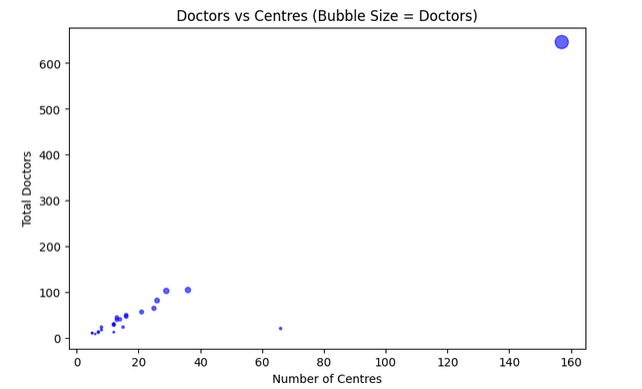 Doctors vs Centres (Bubble Size = Doctors)
600
500
400
300
200
100
0
Total Doctors
0 20 40 60 80 100 120 140 160
Number of Centres